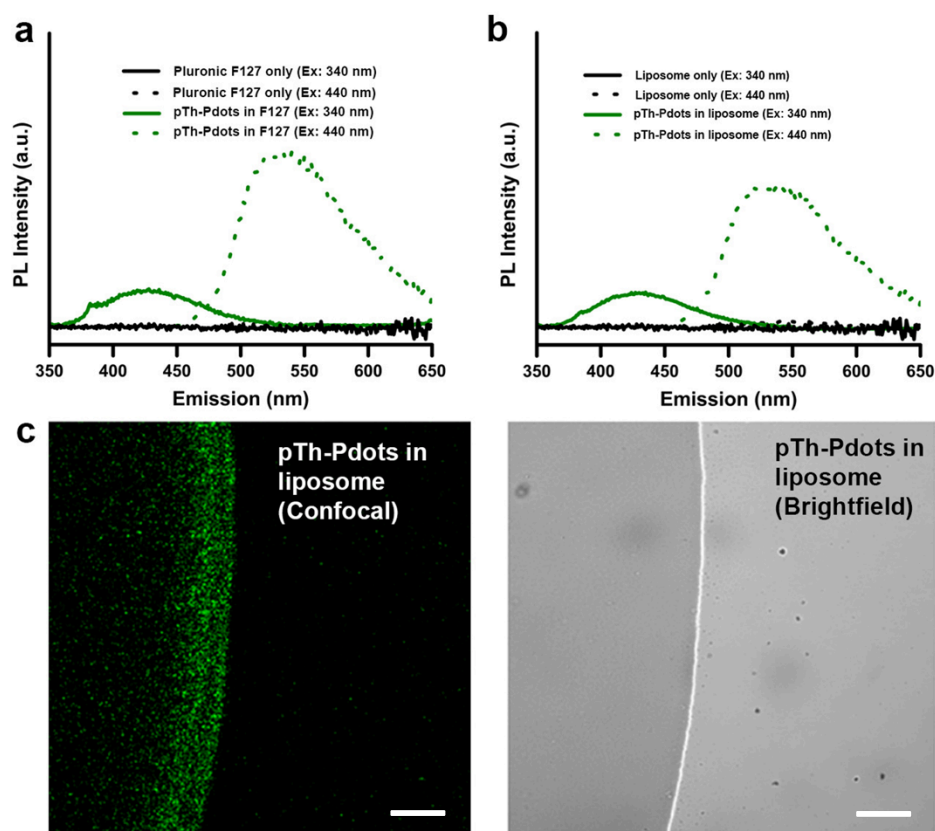 a
Pluronic F127 only (Ex: 340 nm)
Pluronic F127 only (Ex: 440 nm)
pTh-Pdots in F127 (Ex: 340 nm)
pTh-Pdots in F127 (Ex: 440 nm)
PL Intensity (a.u.)
350 400 450 500 550 600 650
Emission (nm)
b
Liposome only (Ex: 340 nm)
Liposome only (Ex: 440 nm)
pTh-Pdots in liposome (Ex: 340 nm)
pTh-Pdots in liposome (Ex: 440 nm)
PL Intensity (a.u.)
350 400 450 500 550 600 650
Emission (nm)
c
pTh-Pdots in
liposome
(Confocal)
pTh-Pdots in
liposome
(Brightfield)